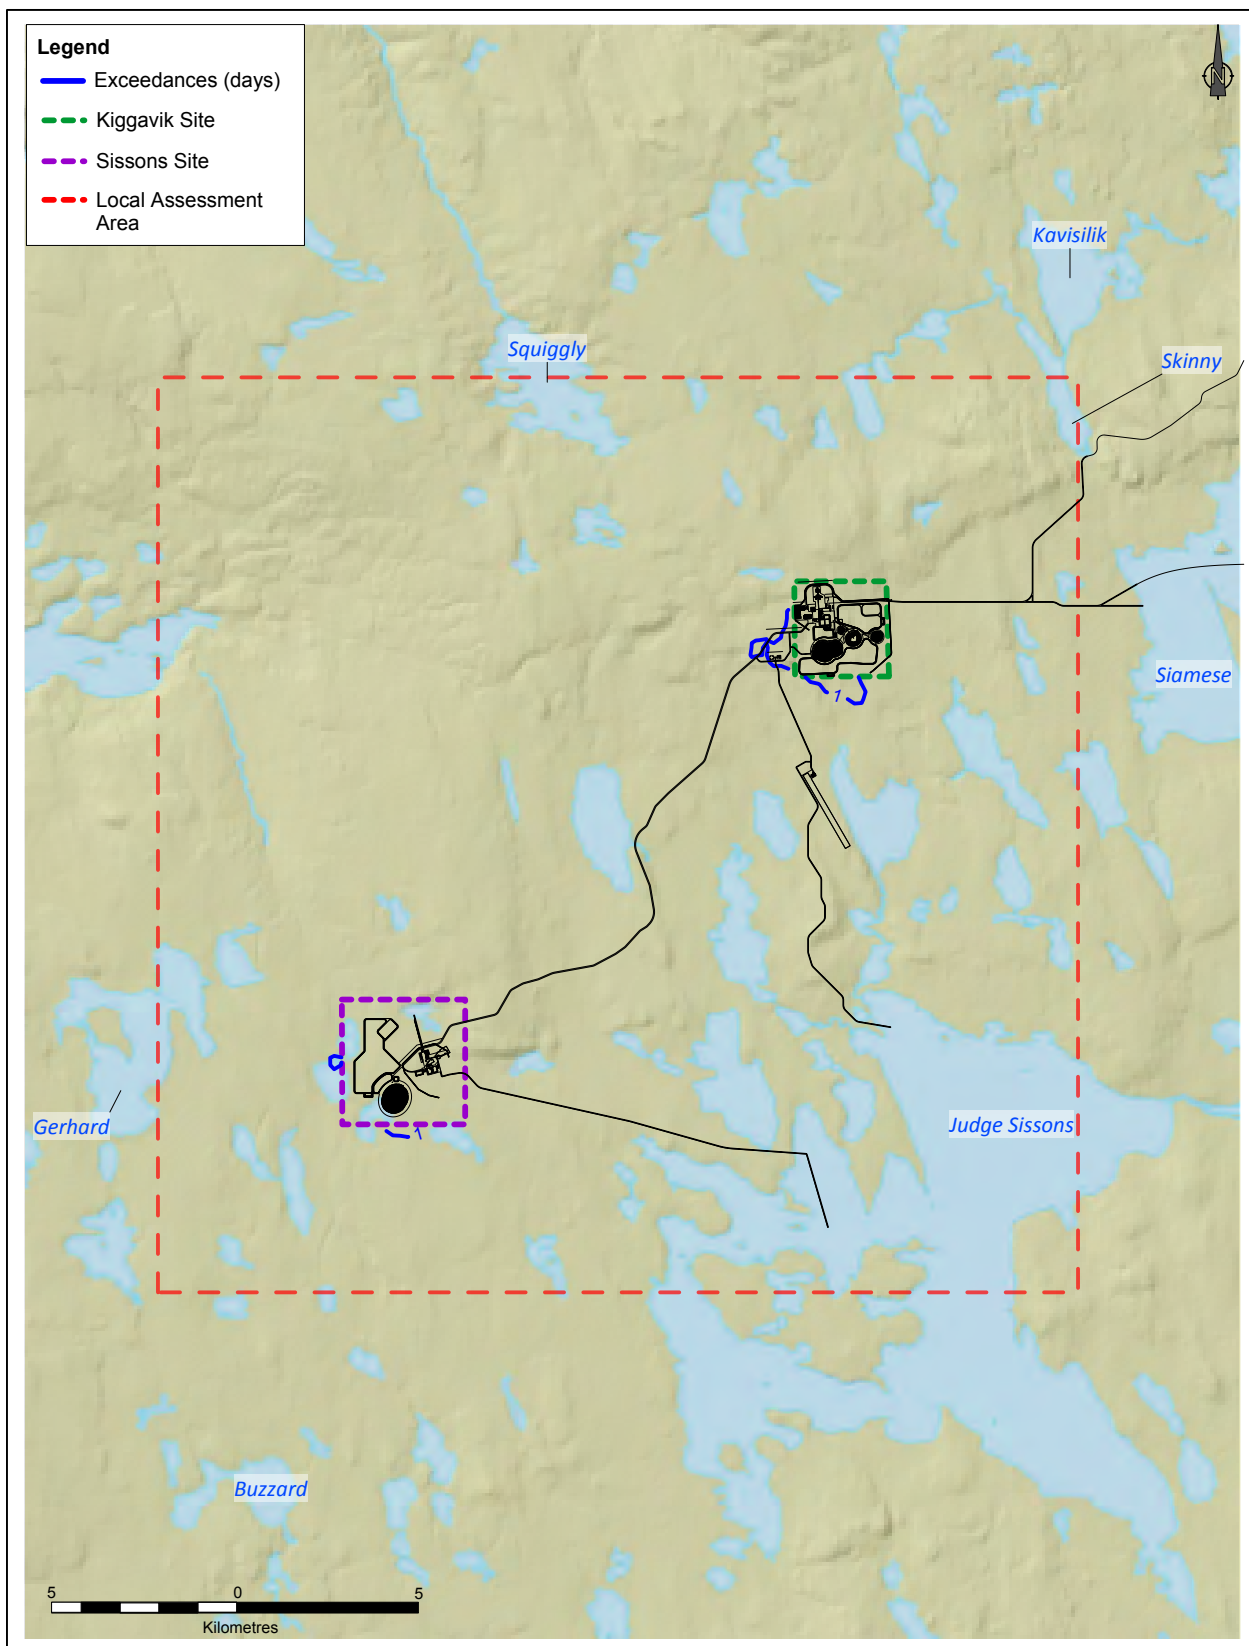 Legend
Exceedances (days)
Kiggavik Site
Sissons Site
Local Assessment
Area
N
Kavisilik
Squiggly
Skinny
Siamese
1
Gerhard
Judge Sissons
1
Buzzard
5 0 5
Kilometres